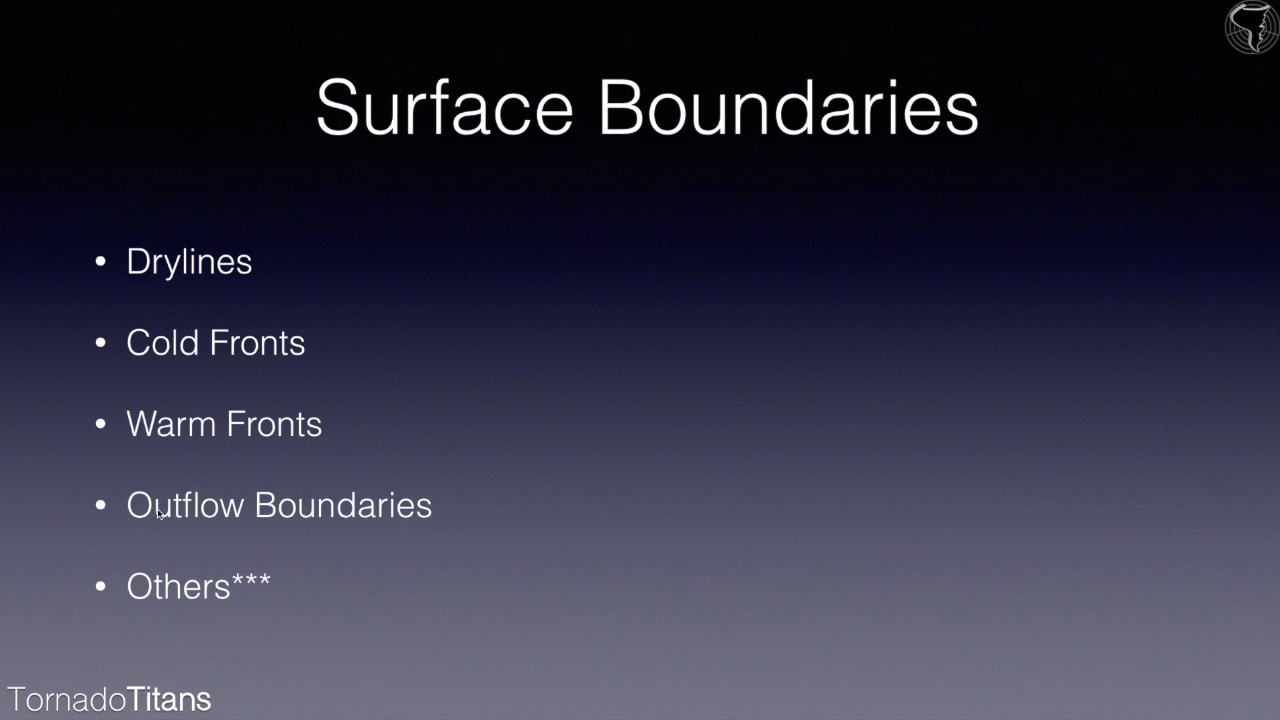 Surface Boundaries
• Drylines
• Cold Fronts
• Warm Fronts
• Outflow Boundaries
• Others***
TornadoTitans